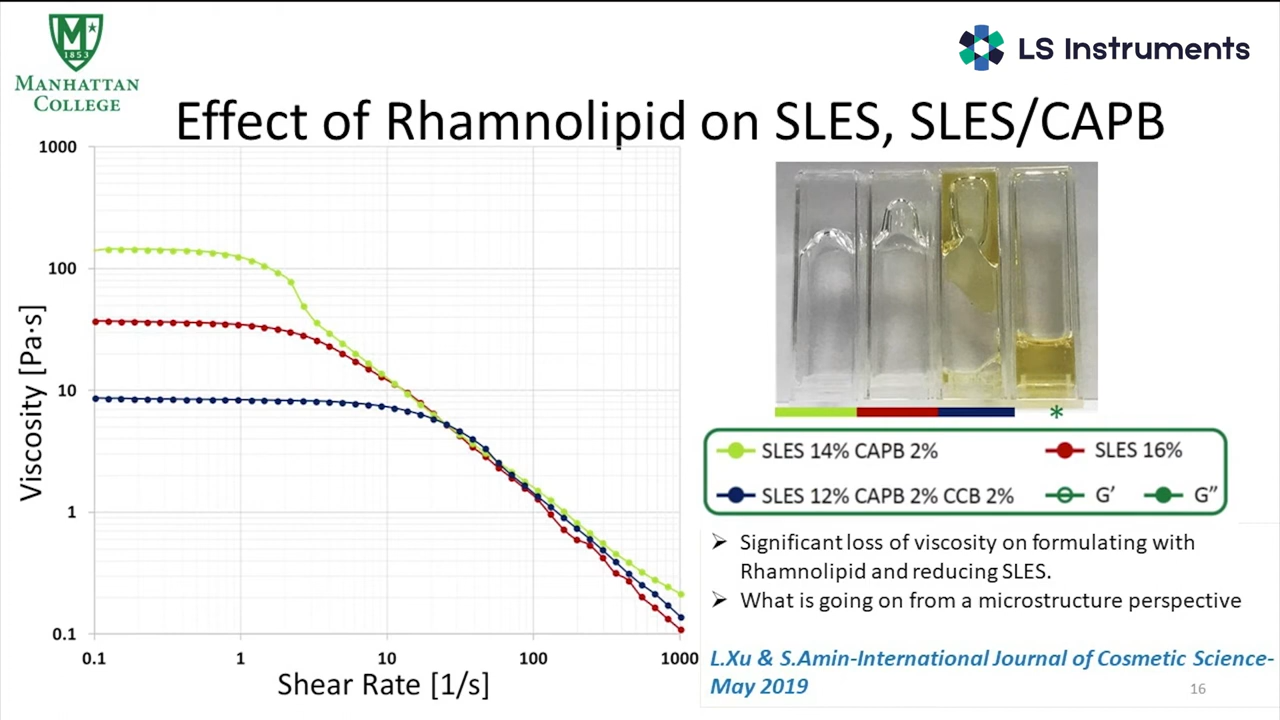 M
1853
MANHATTAN
COLLEGE
LS Instruments
Effect of Rhamnolipid on SLES, SLES/CAPB
1000
100
10
1
0.1
Viscosity [Pa·s]
0.1
1
10
100
1000
Shear Rate [1/s]
*
SLES 14% CAPB 2%
SLES 16%
SLES 12% CAPB 2% CCB 2%
G’
G”
➢ Significant loss of viscosity on formulating with
Rhamnolipid and reducing SLES.
➢ What is going on from a microstructure perspective
L.Xu & S.Amin-International Journal of Cosmetic Science-
May 2019
16